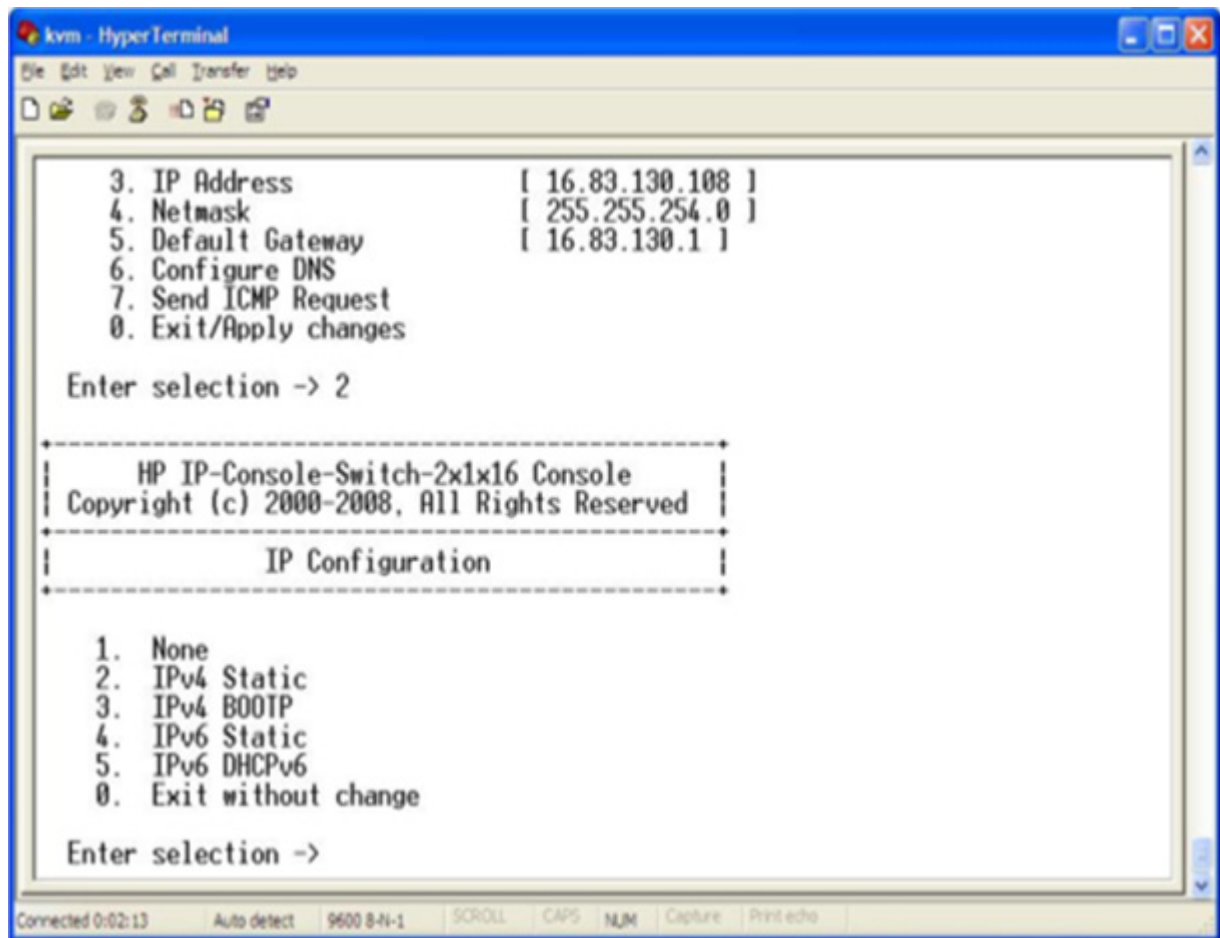 kvm - HyperTerminal
File Edit View Call Transfer Help
3. IP Address [ 16.83.130.108 ]
4. Netmask [ 255.255.254.0 ]
5. Default Gateway [ 16.83.130.1 ]
6. Configure DNS
7. Send ICMP Request
0. Exit/Apply changes
Enter selection -> 2
HP IP-Console-Switch-2x1x16 Console
Copyright (c) 2000-2008, All Rights Reserved
IP Configuration
1. None
2. IPv4 Static
3. IPv4 BOOTP
4. IPv6 Static
5. IPv6 DHCPv6
0. Exit without change
Enter selection ->
Connected 0:02:13 Auto detect 9600 8-N-1 SCROLL CAPS NUM Capture Print echo